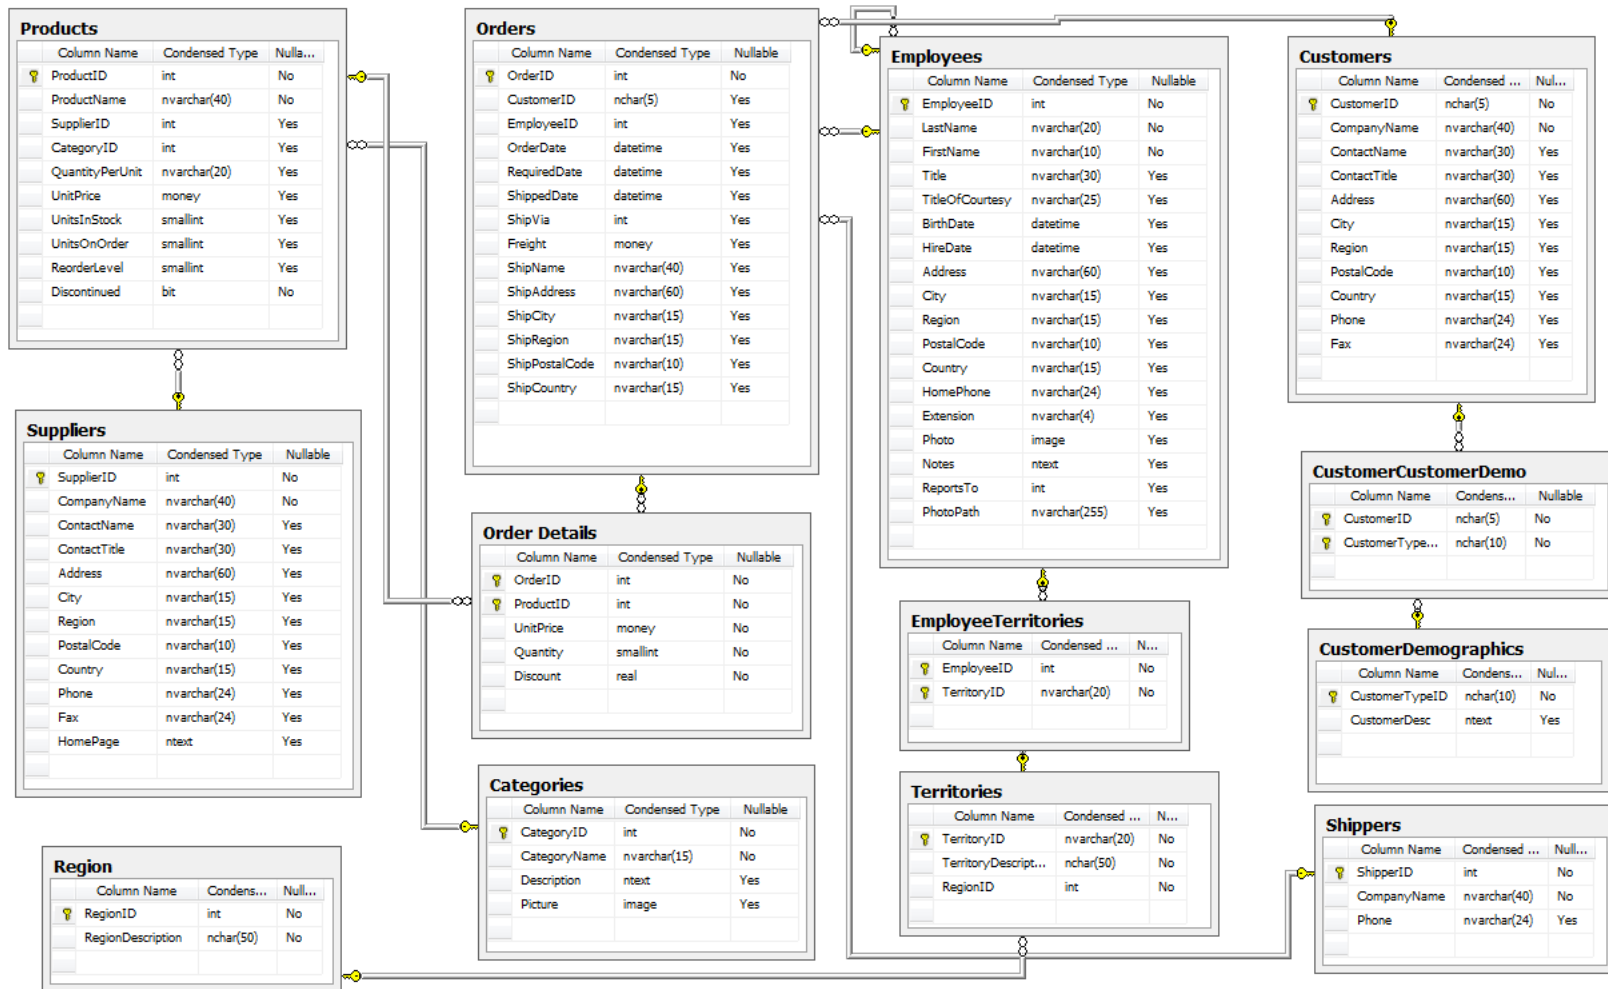 Products
Column Name Condensed Type Nulla...
ProductID int No
ProductName nvarchar(40) No
SupplierID int Yes
CategoryID int Yes
QuantityPerUnit nvarchar(20) Yes
UnitPrice money Yes
UnitsInStock smallint Yes
UnitsOnOrder smallint Yes
ReorderLevel smallint Yes
Discontinued bit No
Orders
Column Name Condensed Type Nullable
OrderID int No
CustomerID nchar(5) Yes
EmployeeID int Yes
OrderDate datetime Yes
RequiredDate datetime Yes
ShippedDate datetime Yes
ShipVia int Yes
Freight money Yes
ShipName nvarchar(40) Yes
ShipAddress nvarchar(60) Yes
ShipCity nvarchar(15) Yes
ShipRegion nvarchar(15) Yes
ShipPostalCode nvarchar(10) Yes
ShipCountry nvarchar(15) Yes
Employees
Column Name Condensed Type Nullable
EmployeeID int No
LastName nvarchar(20) No
FirstName nvarchar(10) No
Title nvarchar(30) Yes
TitleOfCourtesy nvarchar(25) Yes
BirthDate datetime Yes
HireDate datetime Yes
Address nvarchar(60) Yes
City nvarchar(15) Yes
Region nvarchar(15) Yes
PostalCode nvarchar(10) Yes
Country nvarchar(15) Yes
HomePhone nvarchar(24) Yes
Extension nvarchar(4) Yes
Photo image Yes
Notes ntext Yes
ReportsTo int Yes
PhotoPath nvarchar(255) Yes
Customers
Column Name Condensed ... Nul...
CustomerID nchar(5) No
CompanyName nvarchar(40) No
ContactName nvarchar(30) Yes
ContactTitle nvarchar(30) Yes
Address nvarchar(60) Yes
City nvarchar(15) Yes
Region nvarchar(15) Yes
PostalCode nvarchar(10) Yes
Country nvarchar(15) Yes
Phone nvarchar(24) Yes
Fax nvarchar(24) Yes
Suppliers
Column Name Condensed Type Nullable
SupplierID int No
CompanyName nvarchar(40) No
ContactName nvarchar(30) Yes
ContactTitle nvarchar(30) Yes
Address nvarchar(60) Yes
City nvarchar(15) Yes
Region nvarchar(15) Yes
PostalCode nvarchar(10) Yes
Country nvarchar(15) Yes
Phone nvarchar(24) Yes
Fax nvarchar(24) Yes
HomePage ntext Yes
Order Details
Column Name Condensed Type Nullable
OrderID int No
ProductID int No
UnitPrice money No
Quantity smallint No
Discount real No
CustomerCustomerDemo
Column Name Condens... Nullable
CustomerID nchar(5) No
CustomerType... nchar(10) No
EmployeeTerritories
Column Name Condensed ... N...
EmployeeID int No
TerritoryID nvarchar(20) No
CustomerDemographics
Column Name Condens... Nul...
CustomerTypeID nchar(10) No
CustomerDesc ntext Yes
Categories
Column Name Condensed Type Nullable
CategoryID int No
CategoryName nvarchar(15) No
Description ntext Yes
Picture image Yes
Territories
Column Name Condensed ... N...
TerritoryID nvarchar(20) No
TerritoryDescript... nchar(50) No
RegionID int No
Shippers
Column Name Condensed ... Null...
ShipperID int No
CompanyName nvarchar(40) No
Phone nvarchar(24) Yes
Region
Column Name Condens... Null...
RegionID int No
RegionDescription nchar(50) No